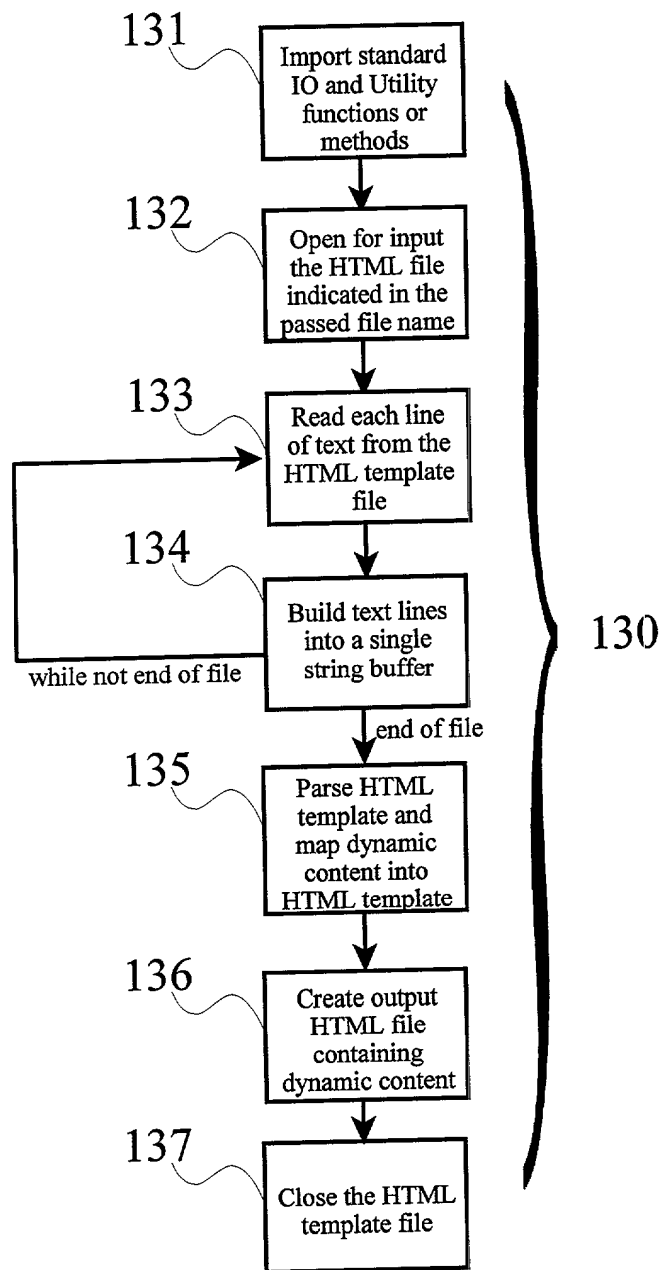 131
Import standard
IO and Utility
functions or
methods
132
Open for input
the HTML file
indicated in the
passed file name
133
Read each line
of text from the
HTML template
file
134
Build text lines
into a single
string buffer
while not end of file
130
end of file
135
Parse HTML
template and
map dynamic
content into
HTML template
136
Create output
HTML file
containing
dynamic content
137
Close the HTML
template file